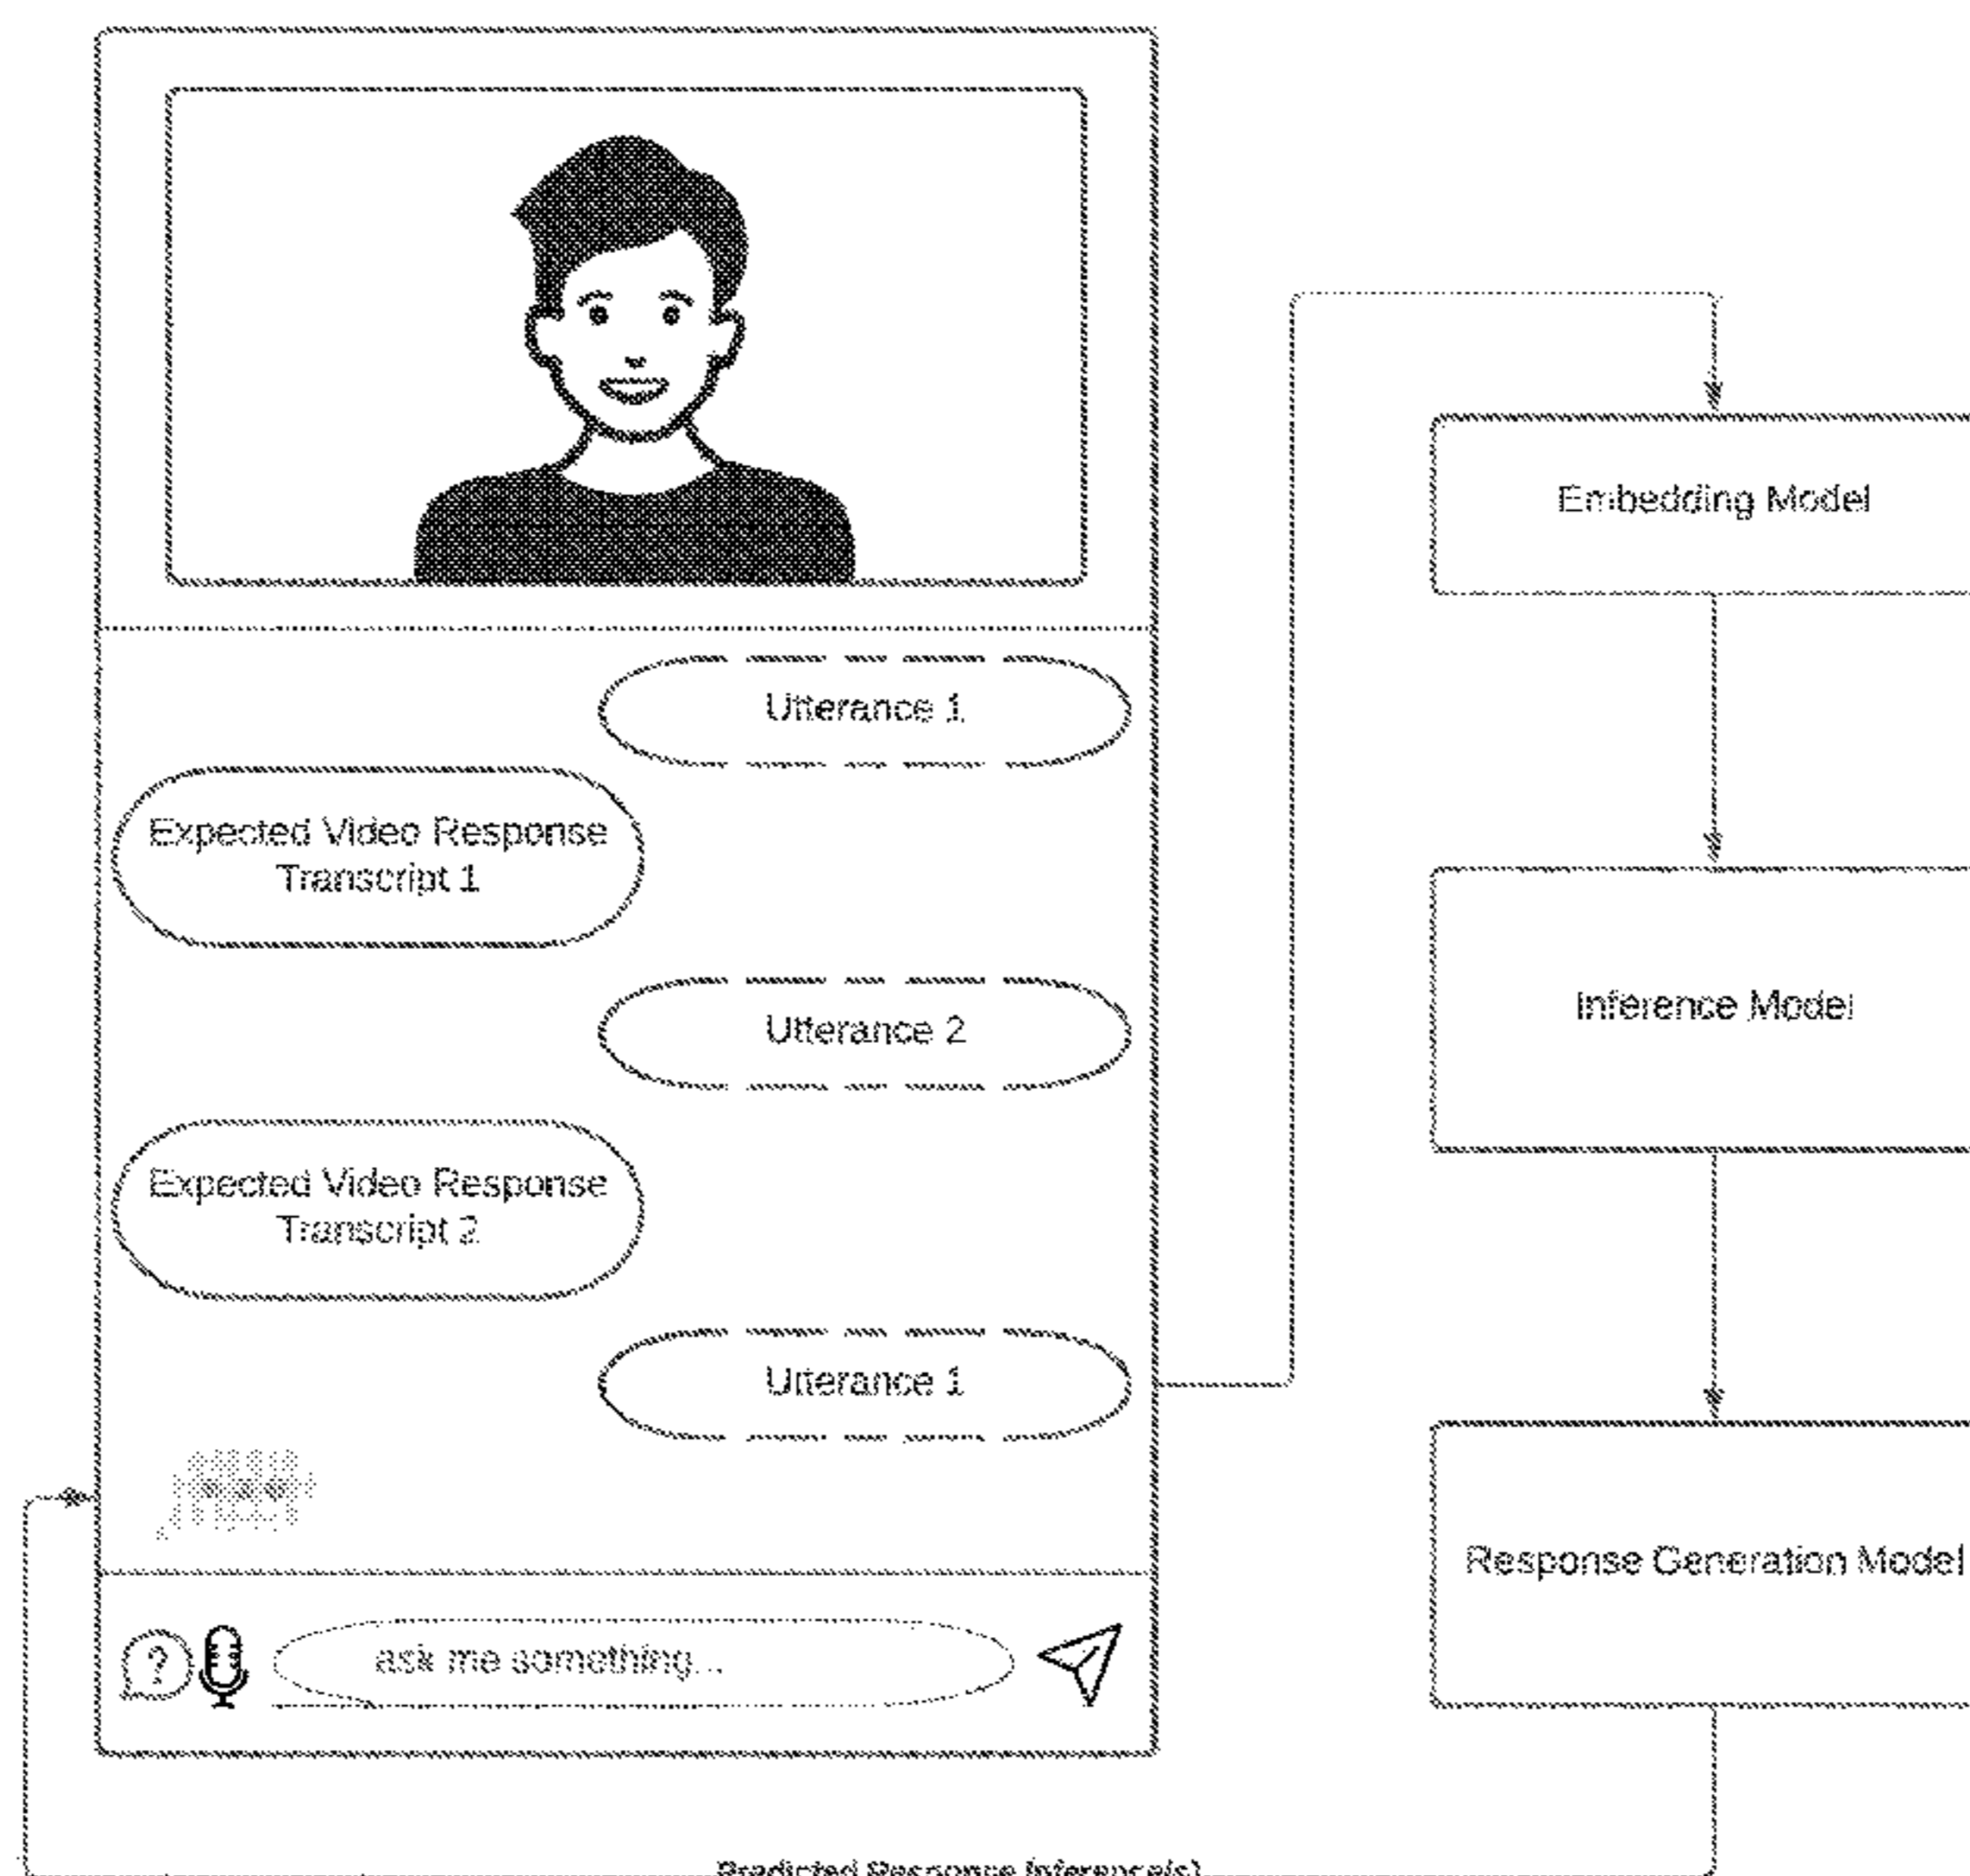 Utterance 1
Expected Video Response
Transcript 1
Utterance 2
Expected Video Response
Transcript 2
Utterance 1
?
ask me something...
Embedding Model
Inference Model
Response Generation Model
Predicted Response Inference(s)